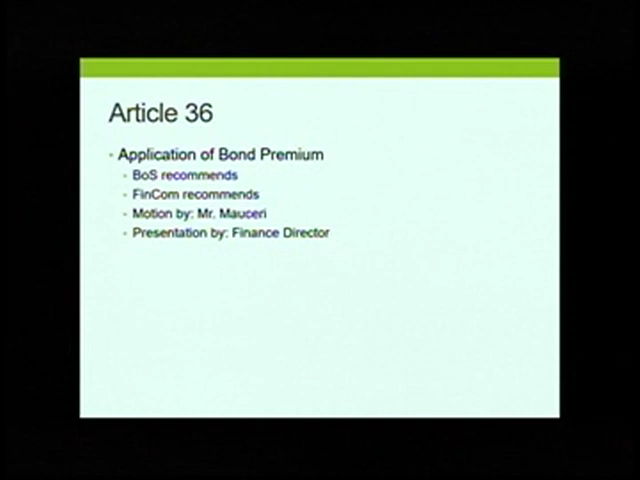 Article 36
Application of Bond Premium
BoS recommends
FinCom recommends
Motion by: Mr. Mauceri
Presentation by: Finance Director